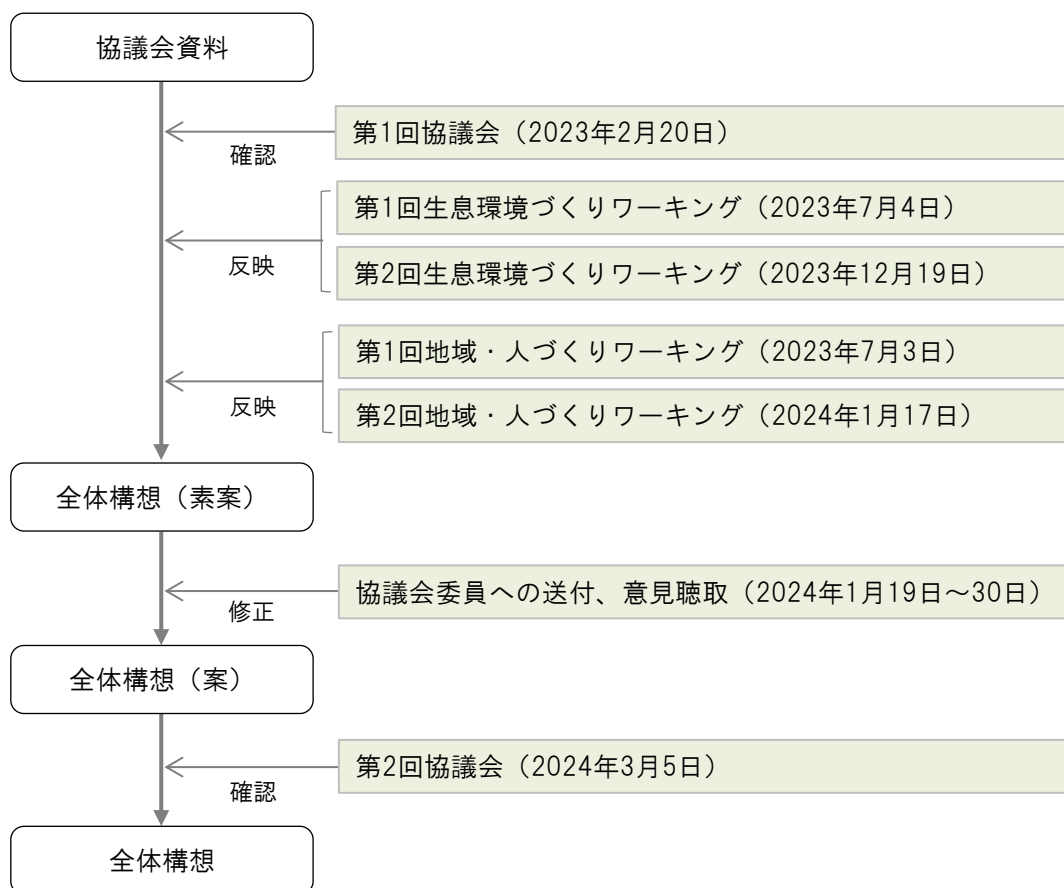 協議会資料
第1回協議会（2023年2月20日）
確認
第1回生息環境づくりワーキング（2023年7月4日）
反映
第2回生息環境づくりワーキング（2023年12月19日）
第1回地域・人づくりワーキング（2023年7月3日）
反映
第2回地域・人づくりワーキング（2024年1月17日）
全体構想（素案）
協議会委員への送付、意見聴取（2024年1月19日～30日）
修正
全体構想（案）
第2回協議会（2024年3月5日）
確認
全体構想